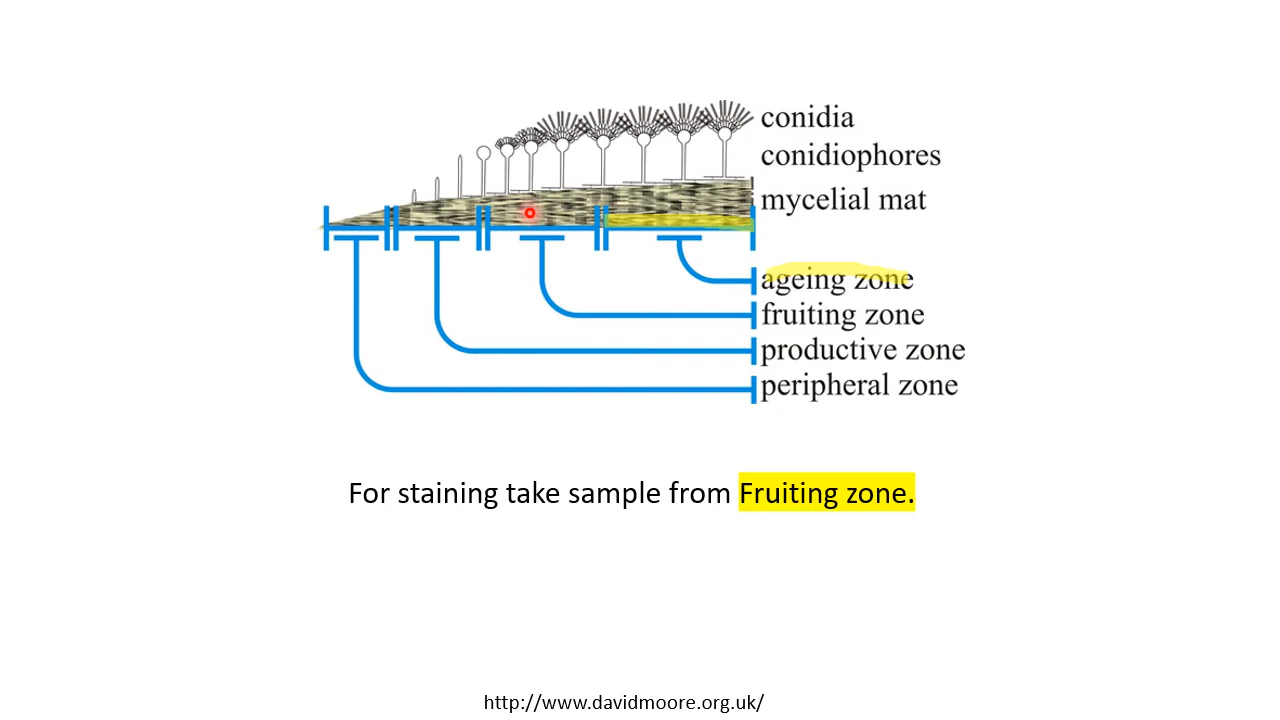 conidia
conidiophores
mycelial mat
ageing zone
fruiting zone
productive zone
peripheral zone
For staining take sample from Fruiting zone.
http://www.davidmoore.org.uk/